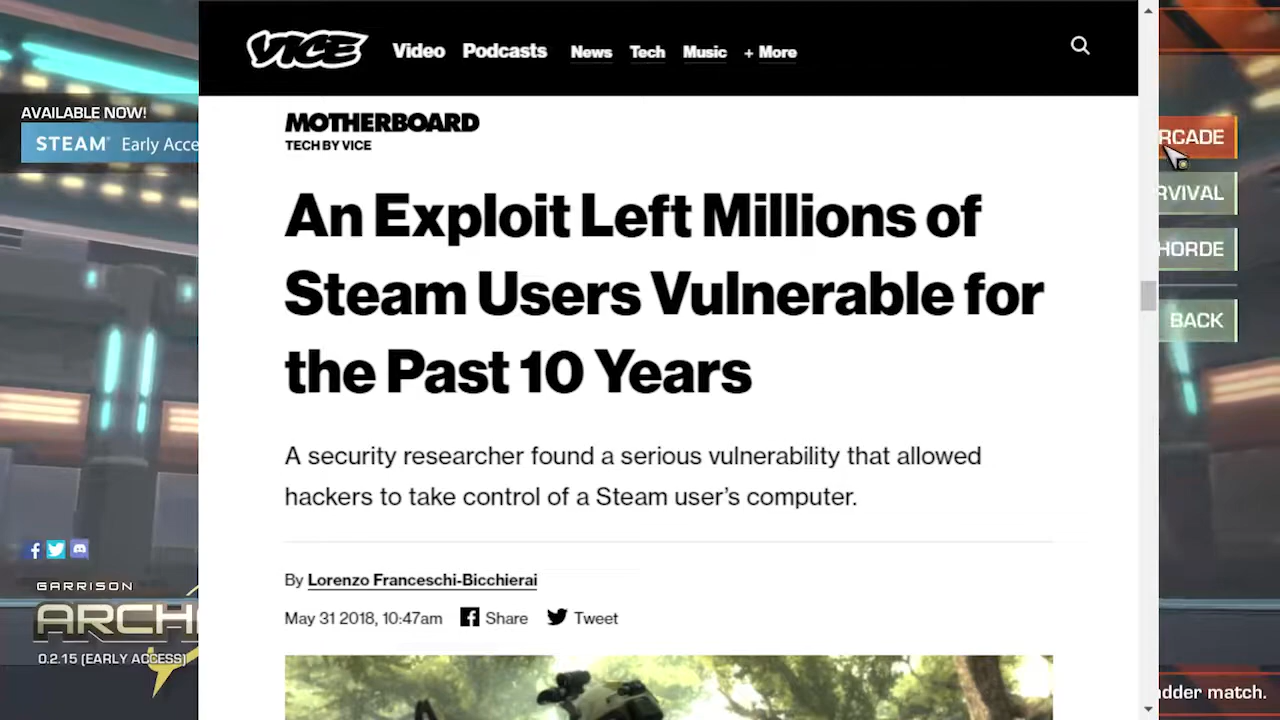 VICE
Video Podcasts News Tech Music + More
MOTHERBOARD
TECH BY VICE
An Exploit Left Millions of
Steam Users Vulnerable for
the Past 10 Years
A security researcher found a serious vulnerability that allowed
hackers to take control of a Steam user's computer.
By Lorenzo Franceschi-Bicchierai
May 31 2018, 10:47am Share Tweet
AVAILABLE NOW!
STEAM® Early Acce
GARRISON
ARCH
0.2.15 (EARLY ACCESS)
RCADE
RVIVAL
HORDE
BACK
dder match.